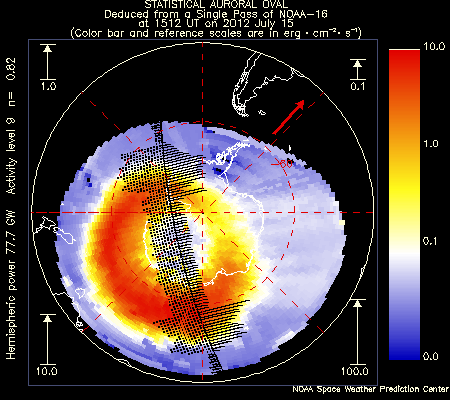 STATISTICAL AURORAL OVAL
Deduced from a Single Pass of NOAA-16
at 1512 UT on 2012 July 15
(Color bar and reference scales are in erg·cm⁻²·s⁻¹)
10.0
1.0
0.1
0.0
1.0
0.1
10.0
100.0
Hemispheric power 77.7 GW  Activity level 9  n= 0.82
NOAA Space Weather Prediction Center